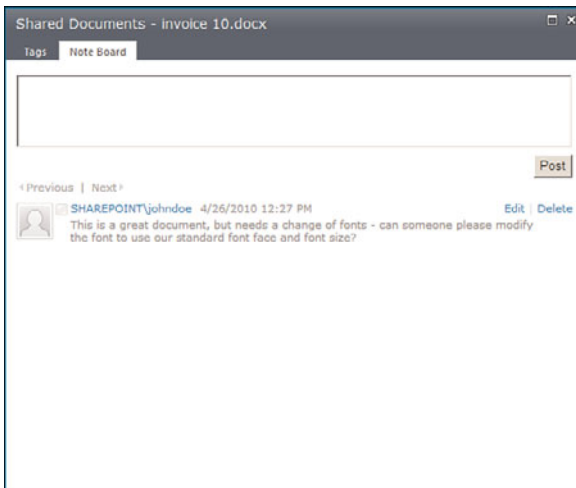 Shared Documents - invoice 10.docx
Tags Note Board
Post
Previous | Next
SHAREPOINT\johndoe 4/26/2010 12:27 PM Edit | Delete
This is a great document, but needs a change of fonts - can someone please modify
the font to use our standard font face and font size?